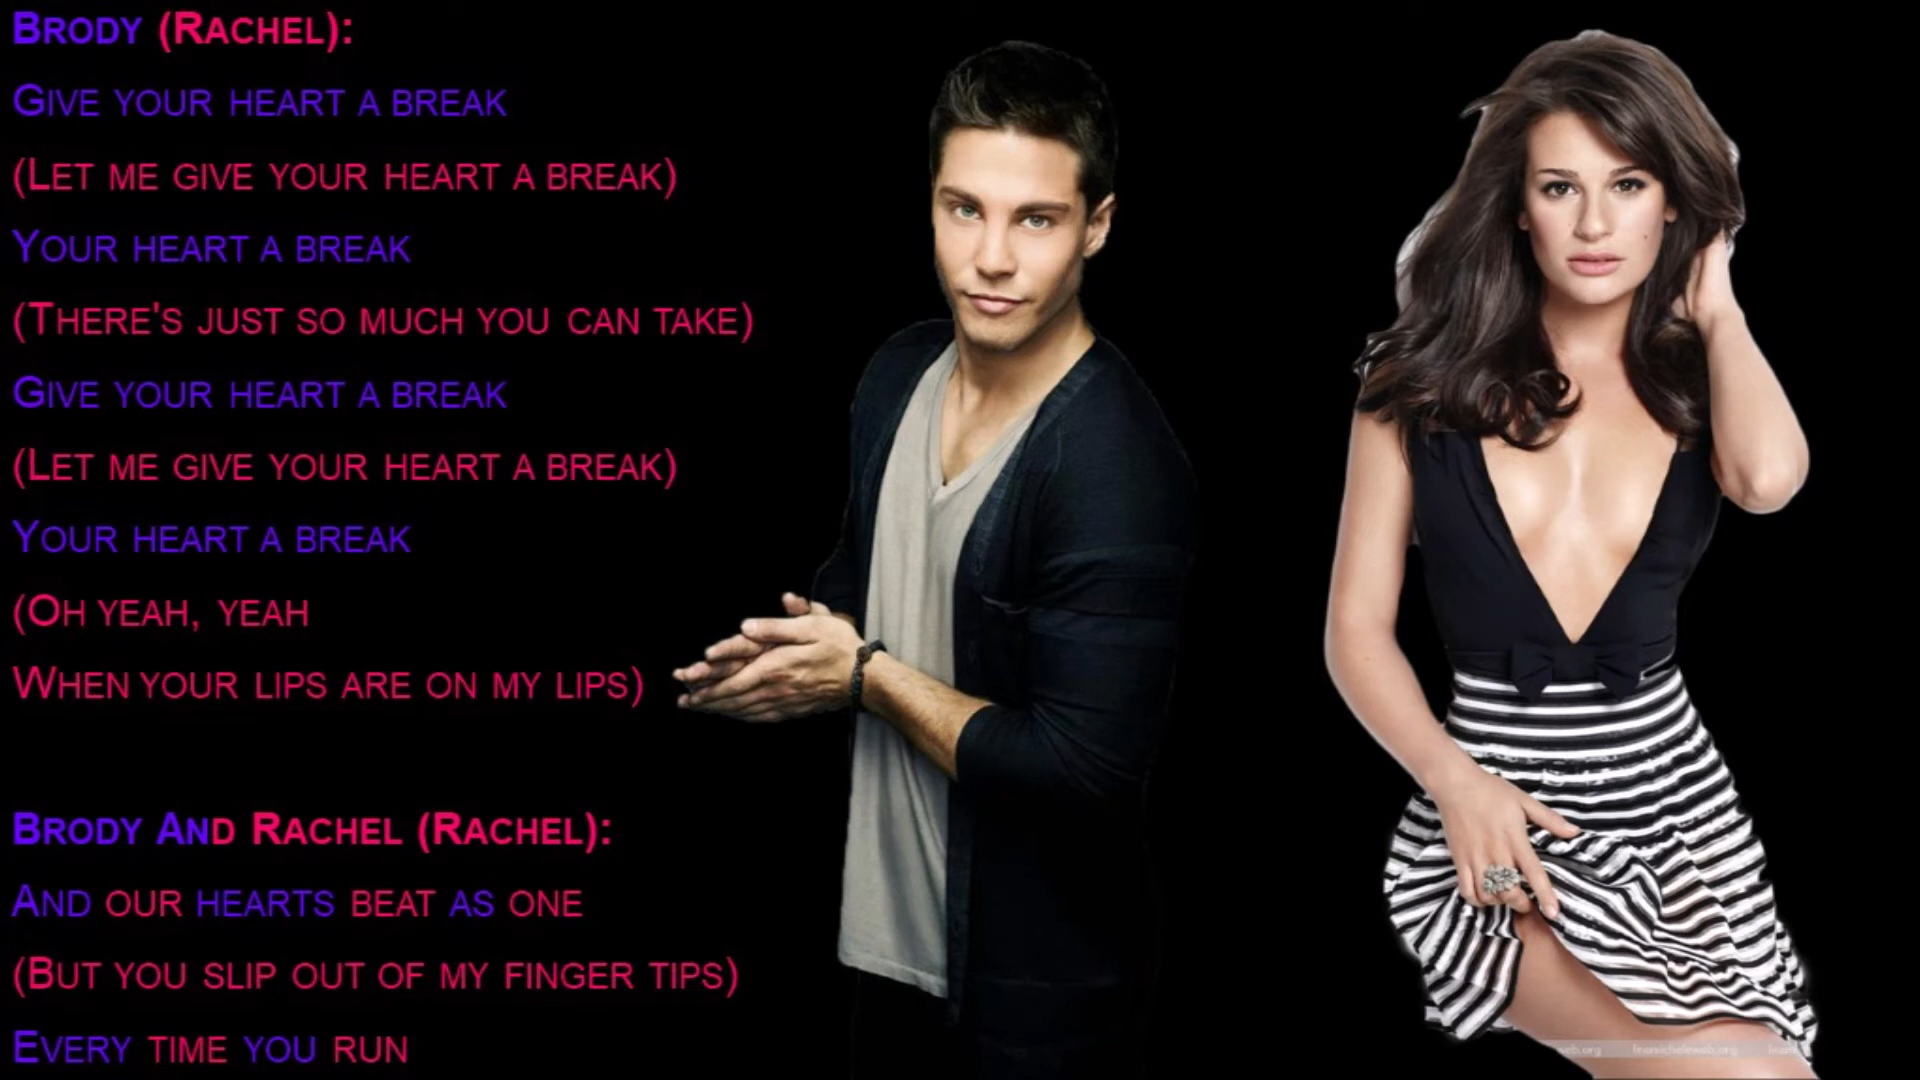 BRODY (RACHEL):
GIVE YOUR HEART A BREAK
(LET ME GIVE YOUR HEART A BREAK)
YOUR HEART A BREAK
(THERE'S JUST SO MUCH YOU CAN TAKE)
GIVE YOUR HEART A BREAK
(LET ME GIVE YOUR HEART A BREAK)
YOUR HEART A BREAK
(OH YEAH, YEAH
WHEN YOUR LIPS ARE ON MY LIPS)
BRODY AND RACHEL (RACHEL):
AND OUR HEARTS BEAT AS ONE
(BUT YOU SLIP OUT OF MY FINGER TIPS)
EVERY TIME YOU RUN